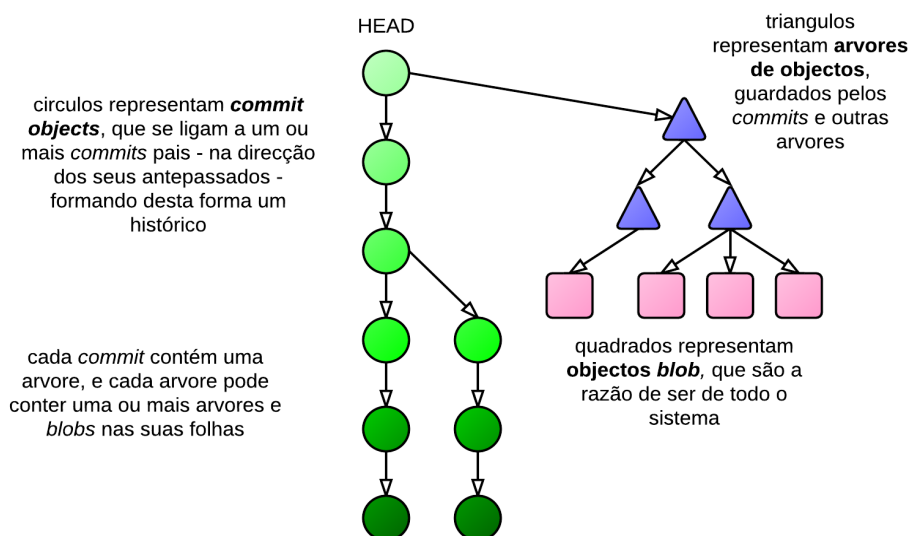 HEAD
triangulos
representam arvores
de objectos,
guardados pelos
commits e outras
arvores
circulos representam commit
objects, que se ligam a um ou
mais commits pais - na direcção
dos seus antepassados -
formando desta forma um
histórico
quadrados representam
objectos blob, que são a
razão de ser de todo o
sistema
cada commit contém uma
arvore, e cada arvore pode
conter uma ou mais arvores e
blobs nas suas folhas